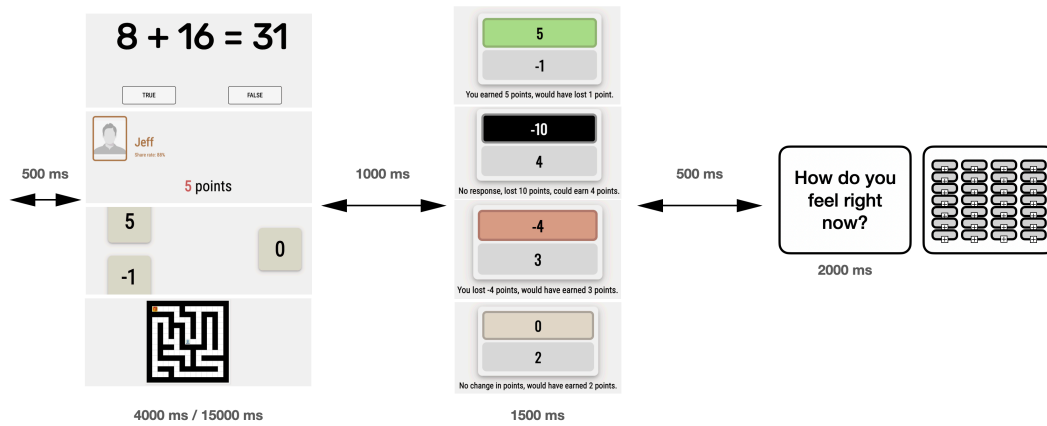 8 + 16 = 31
TRUE FALSE
Jeff
Share rate: 88%
5 points
5
0
-1
500 ms
4000 ms / 15000 ms
1000 ms
5
-1
You earned 5 points, would have lost 1 point.
-10
4
No response, lost 10 points, could earn 4 points.
-4
3
You lost -4 points, would have earned 3 points.
0
2
No change in points, would have earned 2 points.
1500 ms
500 ms
How do you
feel right
now?
2000 ms